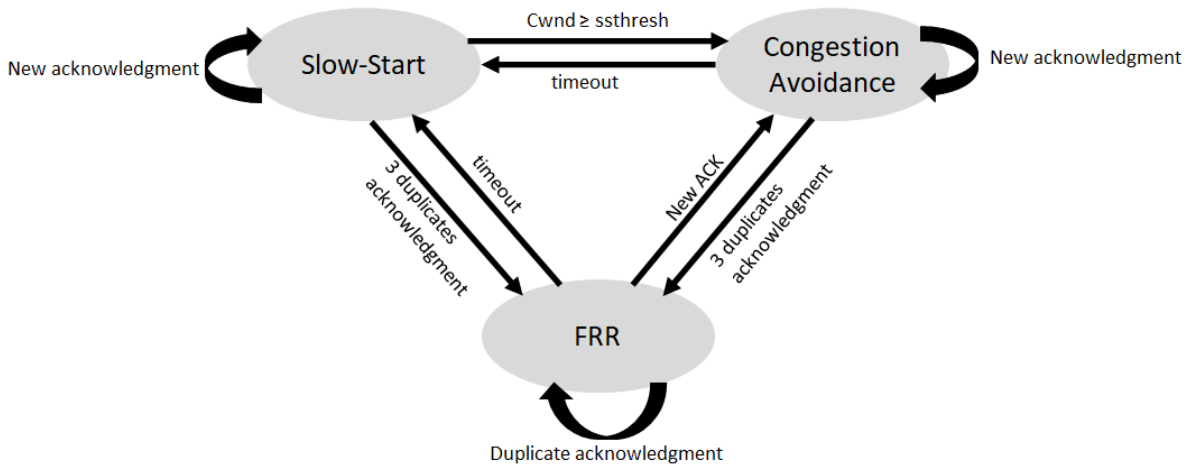 Cwnd ≥ ssthresh
Slow-Start
Congestion
Avoidance
New acknowledgment
New acknowledgment
timeout
3 duplicates
acknowledgment
timeout
New ACK
3 duplicates
acknowledgment
FRR
Duplicate acknowledgment